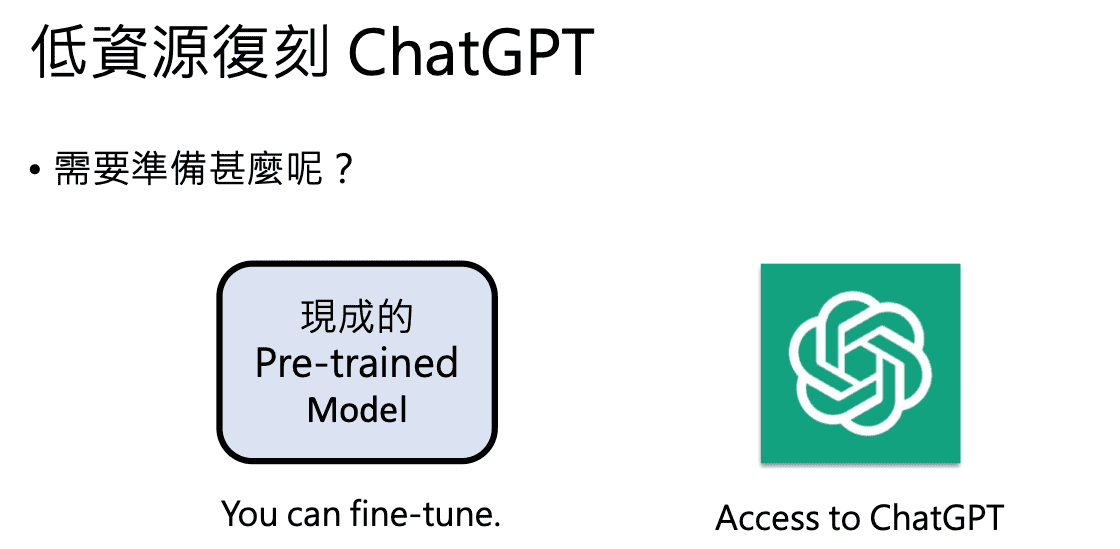 低資源復刻 ChatGPT
• 需要準備甚麼呢？
現成的
Pre-trained
Model
You can fine-tune.
Access to ChatGPT